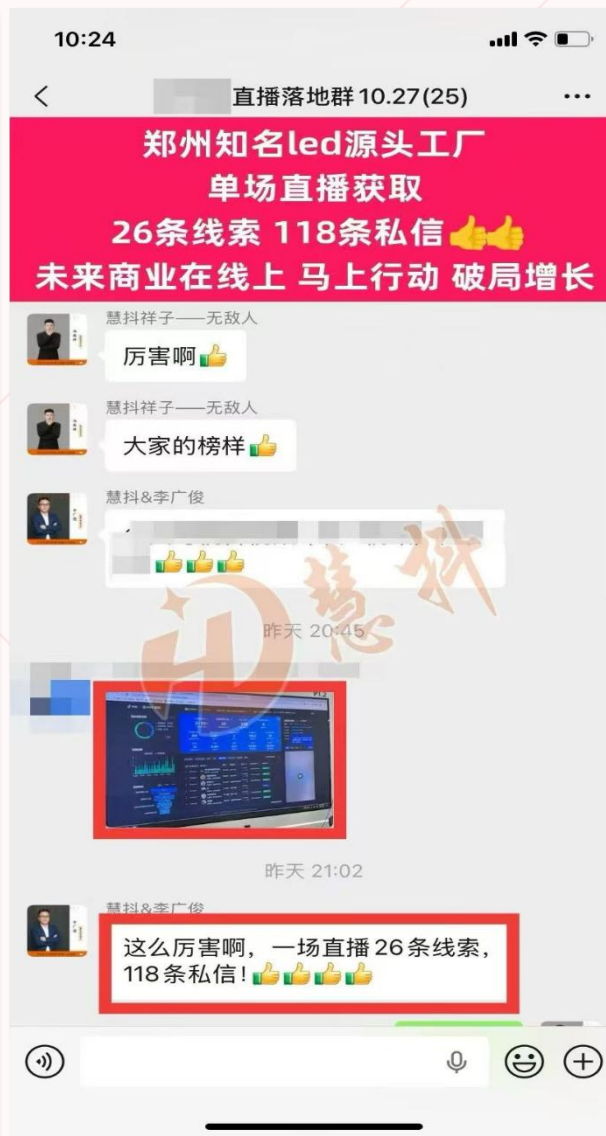 10:24
直播落地群10.27(25)
郑州知名led源头工厂
单场直播获取
26条线索 118条私信👍👍
未来商业在线上 马上行动 破局增长
慧抖祥子——无敌人
厉害啊👍
慧抖祥子——无敌人
大家的榜样👍
慧抖&李广俊
👍👍👍
慧抖
昨天 20:45
昨天 21:02
慧抖&李广俊
这么厉害啊，一场直播26条线索，
118条私信！👍👍👍👍